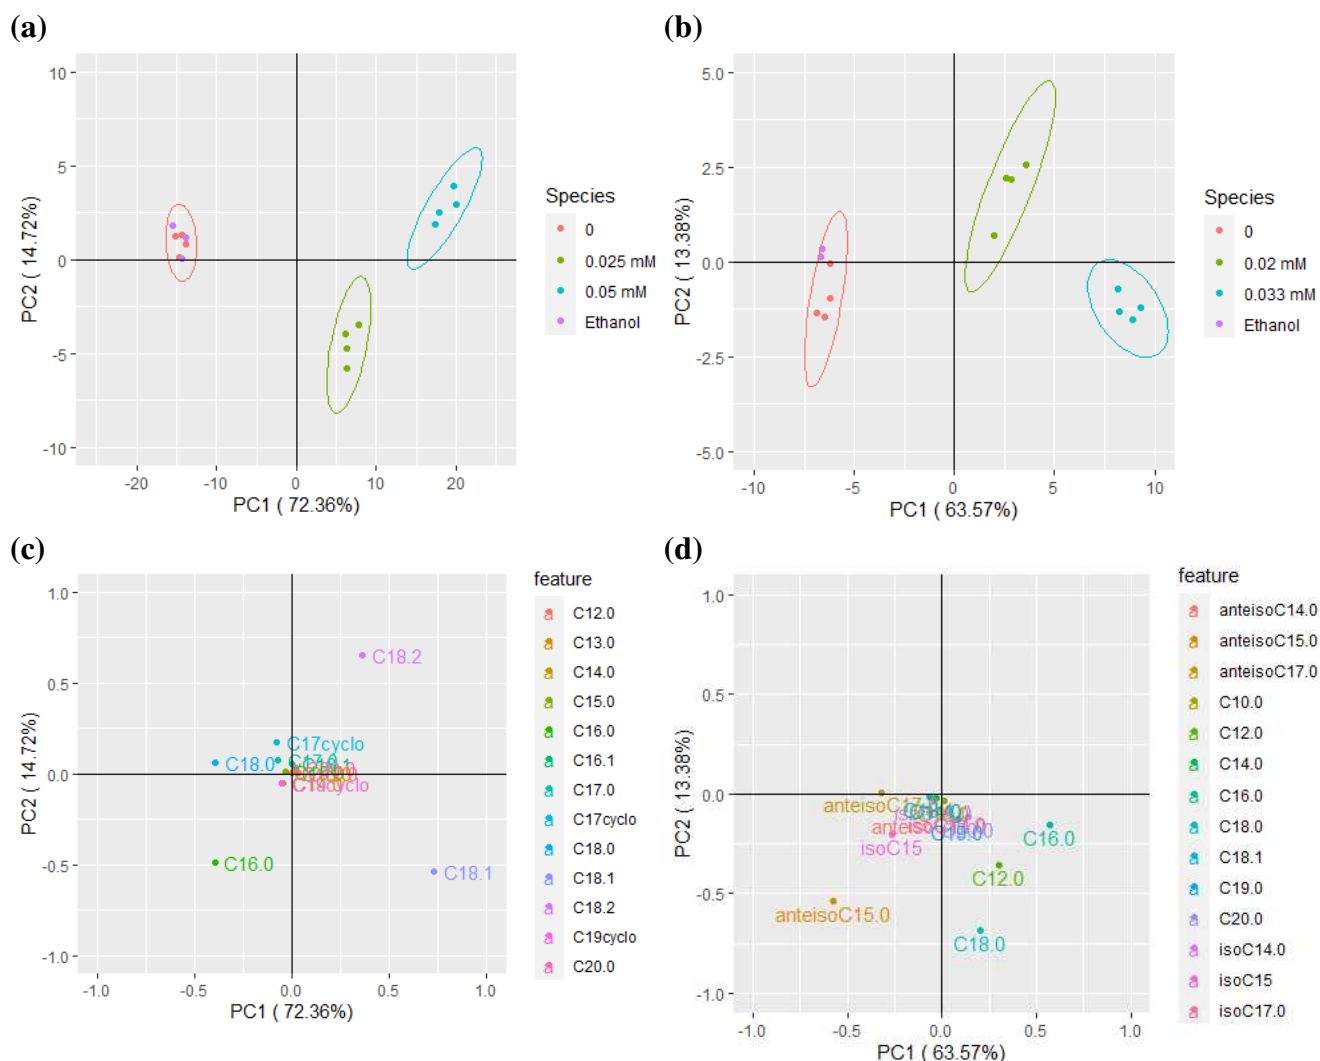 (a)
10
5
0
-5
-10
-20
-10
0
10
20
PC2 ( 14.72%)
PC1 ( 72.36%)
Species
0
0.025 mM
0.05 mM
Ethanol
(b)
5.0
2.5
0.0
-2.5
-5.0
-10
-5
0
5
10
PC2 ( 13.38%)
PC1 ( 63.57%)
Species
0
0.02 mM
0.033 mM
Ethanol
(c)
1.0
0.5
0.0
-0.5
-1.0
-1.0
-0.5
0.0
0.5
1.0
PC2 ( 14.72%)
PC1 ( 72.36%)
C18.2
C17cyclo
C18.0
C16.0
C18.1
feature
C12.0
C13.0
C14.0
C15.0
C16.0
C16.1
C17.0
C17cyclo
C18.0
C18.1
C18.2
C19cyclo
C20.0
(d)
1.0
0.5
0.0
-0.5
-1.0
-1.0
-0.5
0.0
0.5
1.0
PC2 ( 13.38%)
PC1 ( 63.57%)
isoC15
C16.0
C12.0
anteisoC15.0
C18.0
feature
anteisoC14.0
anteisoC15.0
anteisoC17.0
C10.0
C12.0
C14.0
C16.0
C18.0
C18.1
C19.0
C20.0
isoC14.0
isoC15
isoC17.0